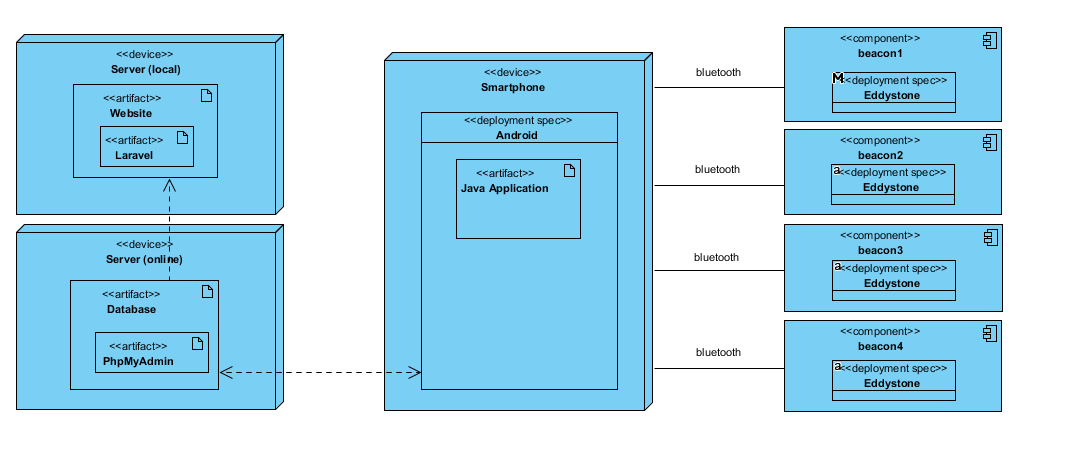 <<device>>
Server (local)
<<artifact>>
Website
<<artifact>>
Laravel
<<device>>
Server (online)
<<artifact>>
Database
<<artifact>>
PhpMyAdmin
<<device>>
Smartphone
<<deployment spec>>
Android
<<artifact>>
Java Application
bluetooth
bluetooth
bluetooth
bluetooth
<<component>>
beacon1
M
<<deployment spec>>
Eddystone
<<component>>
beacon2
a
<<deployment spec>>
Eddystone
<<component>>
beacon3
a
<<deployment spec>>
Eddystone
<<component>>
beacon4
a
<<deployment spec>>
Eddystone